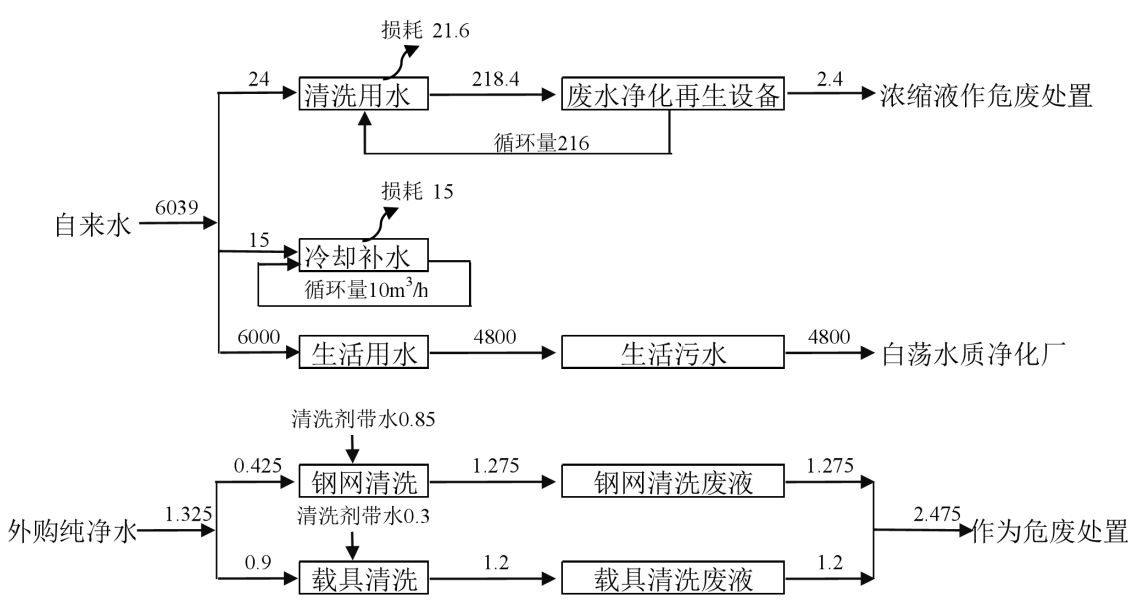 损耗 21.6
24
清洗用水
218.4
废水净化再生设备
2.4
浓缩液作危废处置
循环量216
损耗 15
自来水
6039
15
冷却补水
循环量10m³/h
6000
生活用水
4800
生活污水
4800
白荡水质净化厂
清洗剂带水0.85
0.425
钢网清洗
1.275
钢网清洗废液
1.275
外购纯净水
1.325
清洗剂带水0.3
2.475
作为危废处置
0.9
载具清洗
1.2
载具清洗废液
1.2